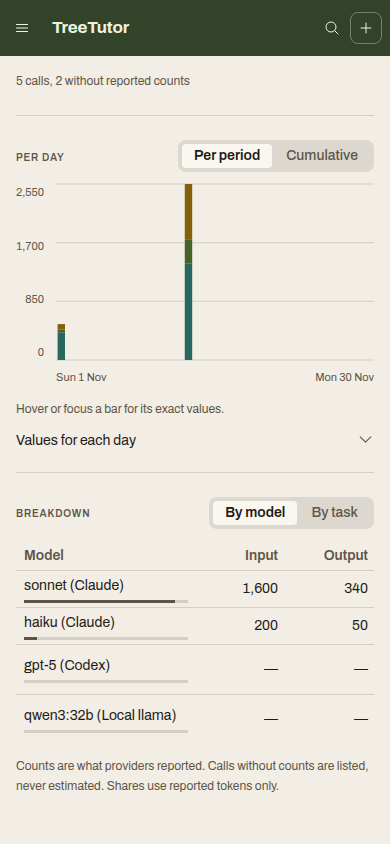 TreeTutor
5 calls, 2 without reported counts
PER DAY
Per period
Cumulative
2,550
1,700
850
0
Sun 1 Nov
Mon 30 Nov
Hover or focus a bar for its exact values.
Values for each day
BREAKDOWN
By model
By task
Model Input Output
sonnet (Claude) 1,600 340
haiku (Claude) 200 50
gpt-5 (Codex) — —
qwen3:32b (Local llama) — —
Counts are what providers reported. Calls without counts are listed,
never estimated. Shares use reported tokens only.